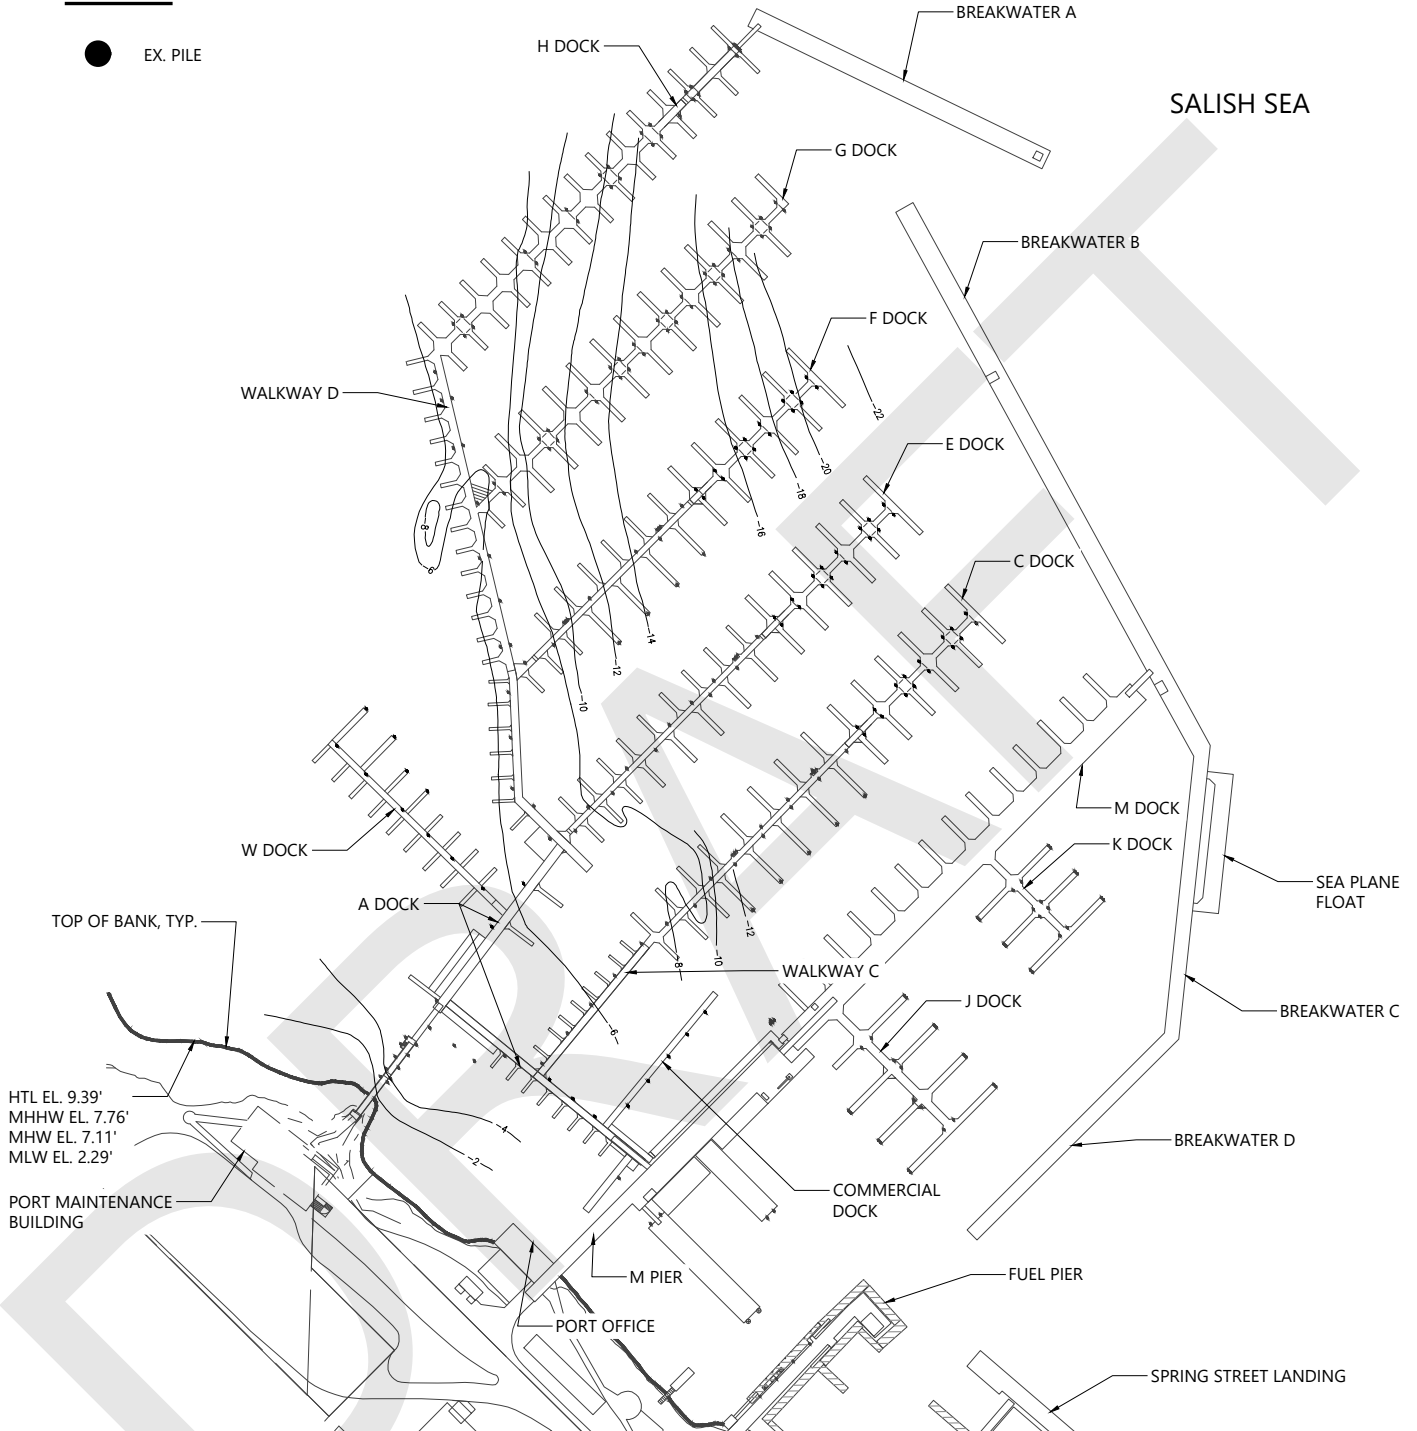 BREAKWATER A
H DOCK
EX. PILE
SALISH SEA
G DOCK
BREAKWATER B
F DOCK
WALKWAY D
-22
E DOCK
-20
-18
-16
-8
-6
C DOCK
-14
-12
-10
M DOCK
K DOCK
W DOCK
SEA PLANE
FLOAT
A DOCK
TOP OF BANK, TYP.
-12
-10
-8
WALKWAY C
J DOCK
BREAKWATER C
-6
HTL EL. 9.39'
MHHW EL. 7.76'
MHW EL. 7.11'
MLW EL. 2.29'
-4
-2
BREAKWATER D
PORT MAINTENANCE
BUILDING
COMMERCIAL
DOCK
M PIER
FUEL PIER
PORT OFFICE
SPRING STREET LANDING
DRAFT